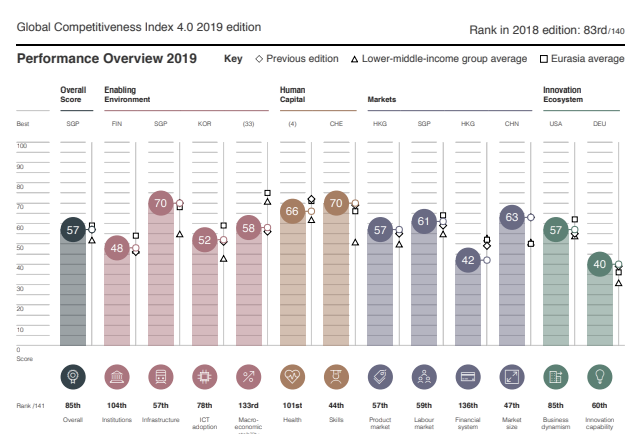 Global Competitiveness Index 4.0 2019 edition
Rank in 2018 edition: 83rd/140
Performance Overview 2019
Key ◇ Previous edition △ Lower-middle-income group average □ Eurasia average
Overall Score
Enabling Environment
Human Capital
Markets
Innovation Ecosystem
Best SGP FIN SGP KOR (33) (4) CHE HKG SGP HKG CHN USA DEU
100
90
80
70
60
50
40
30
20
10
0
Score
57 48 70 52 58 66 70 57 61 42 63 57 40
Rank /141 85th 104th 57th 78th 133rd 101st 44th 57th 59th 136th 47th 85th 60th
Overall Institutions Infrastructure ICT adoption Macro-economic Health Skills Product market Labour market Financial system Market size Business dynamism Innovation capability